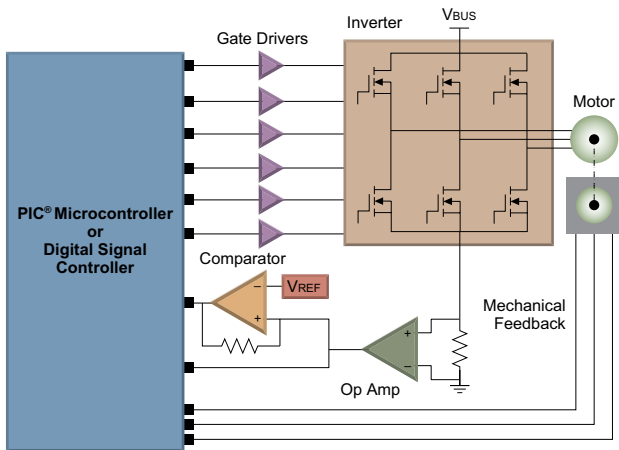 VBUS
Inverter
Gate Drivers
Motor
PIC® Microcontroller
or
Digital Signal
Controller
Comparator
−
VREF
+
Mechanical
Feedback
+
−
Op Amp